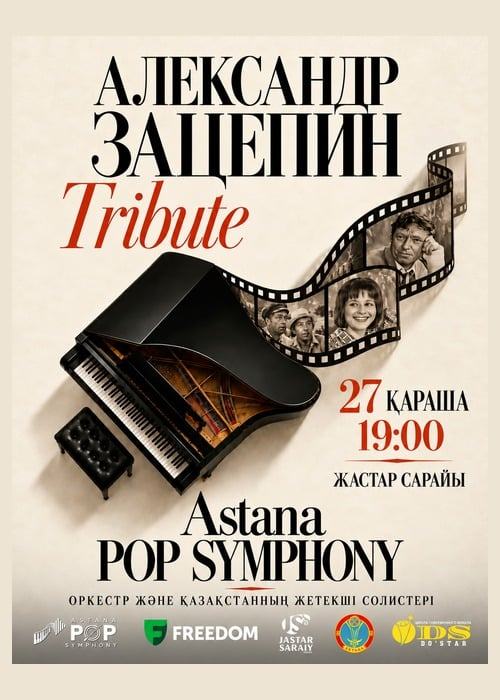 АЛЕКСАНДР
ЗАЦЕПИН
Tribute
27 ҚАРАША
19:00
ЖАСТАР САРАЙЫ
Astana
POP SYMPHONY
ОРКЕСТР ЖӘНЕ ҚАЗАҚСТАННЫҢ ЖЕТЕКШІ СОЛИСТЕРІ
ASTANA
POP
SYMPHONY
FREEDOM
JASTAR
SARAIY
DS
DO'STAR